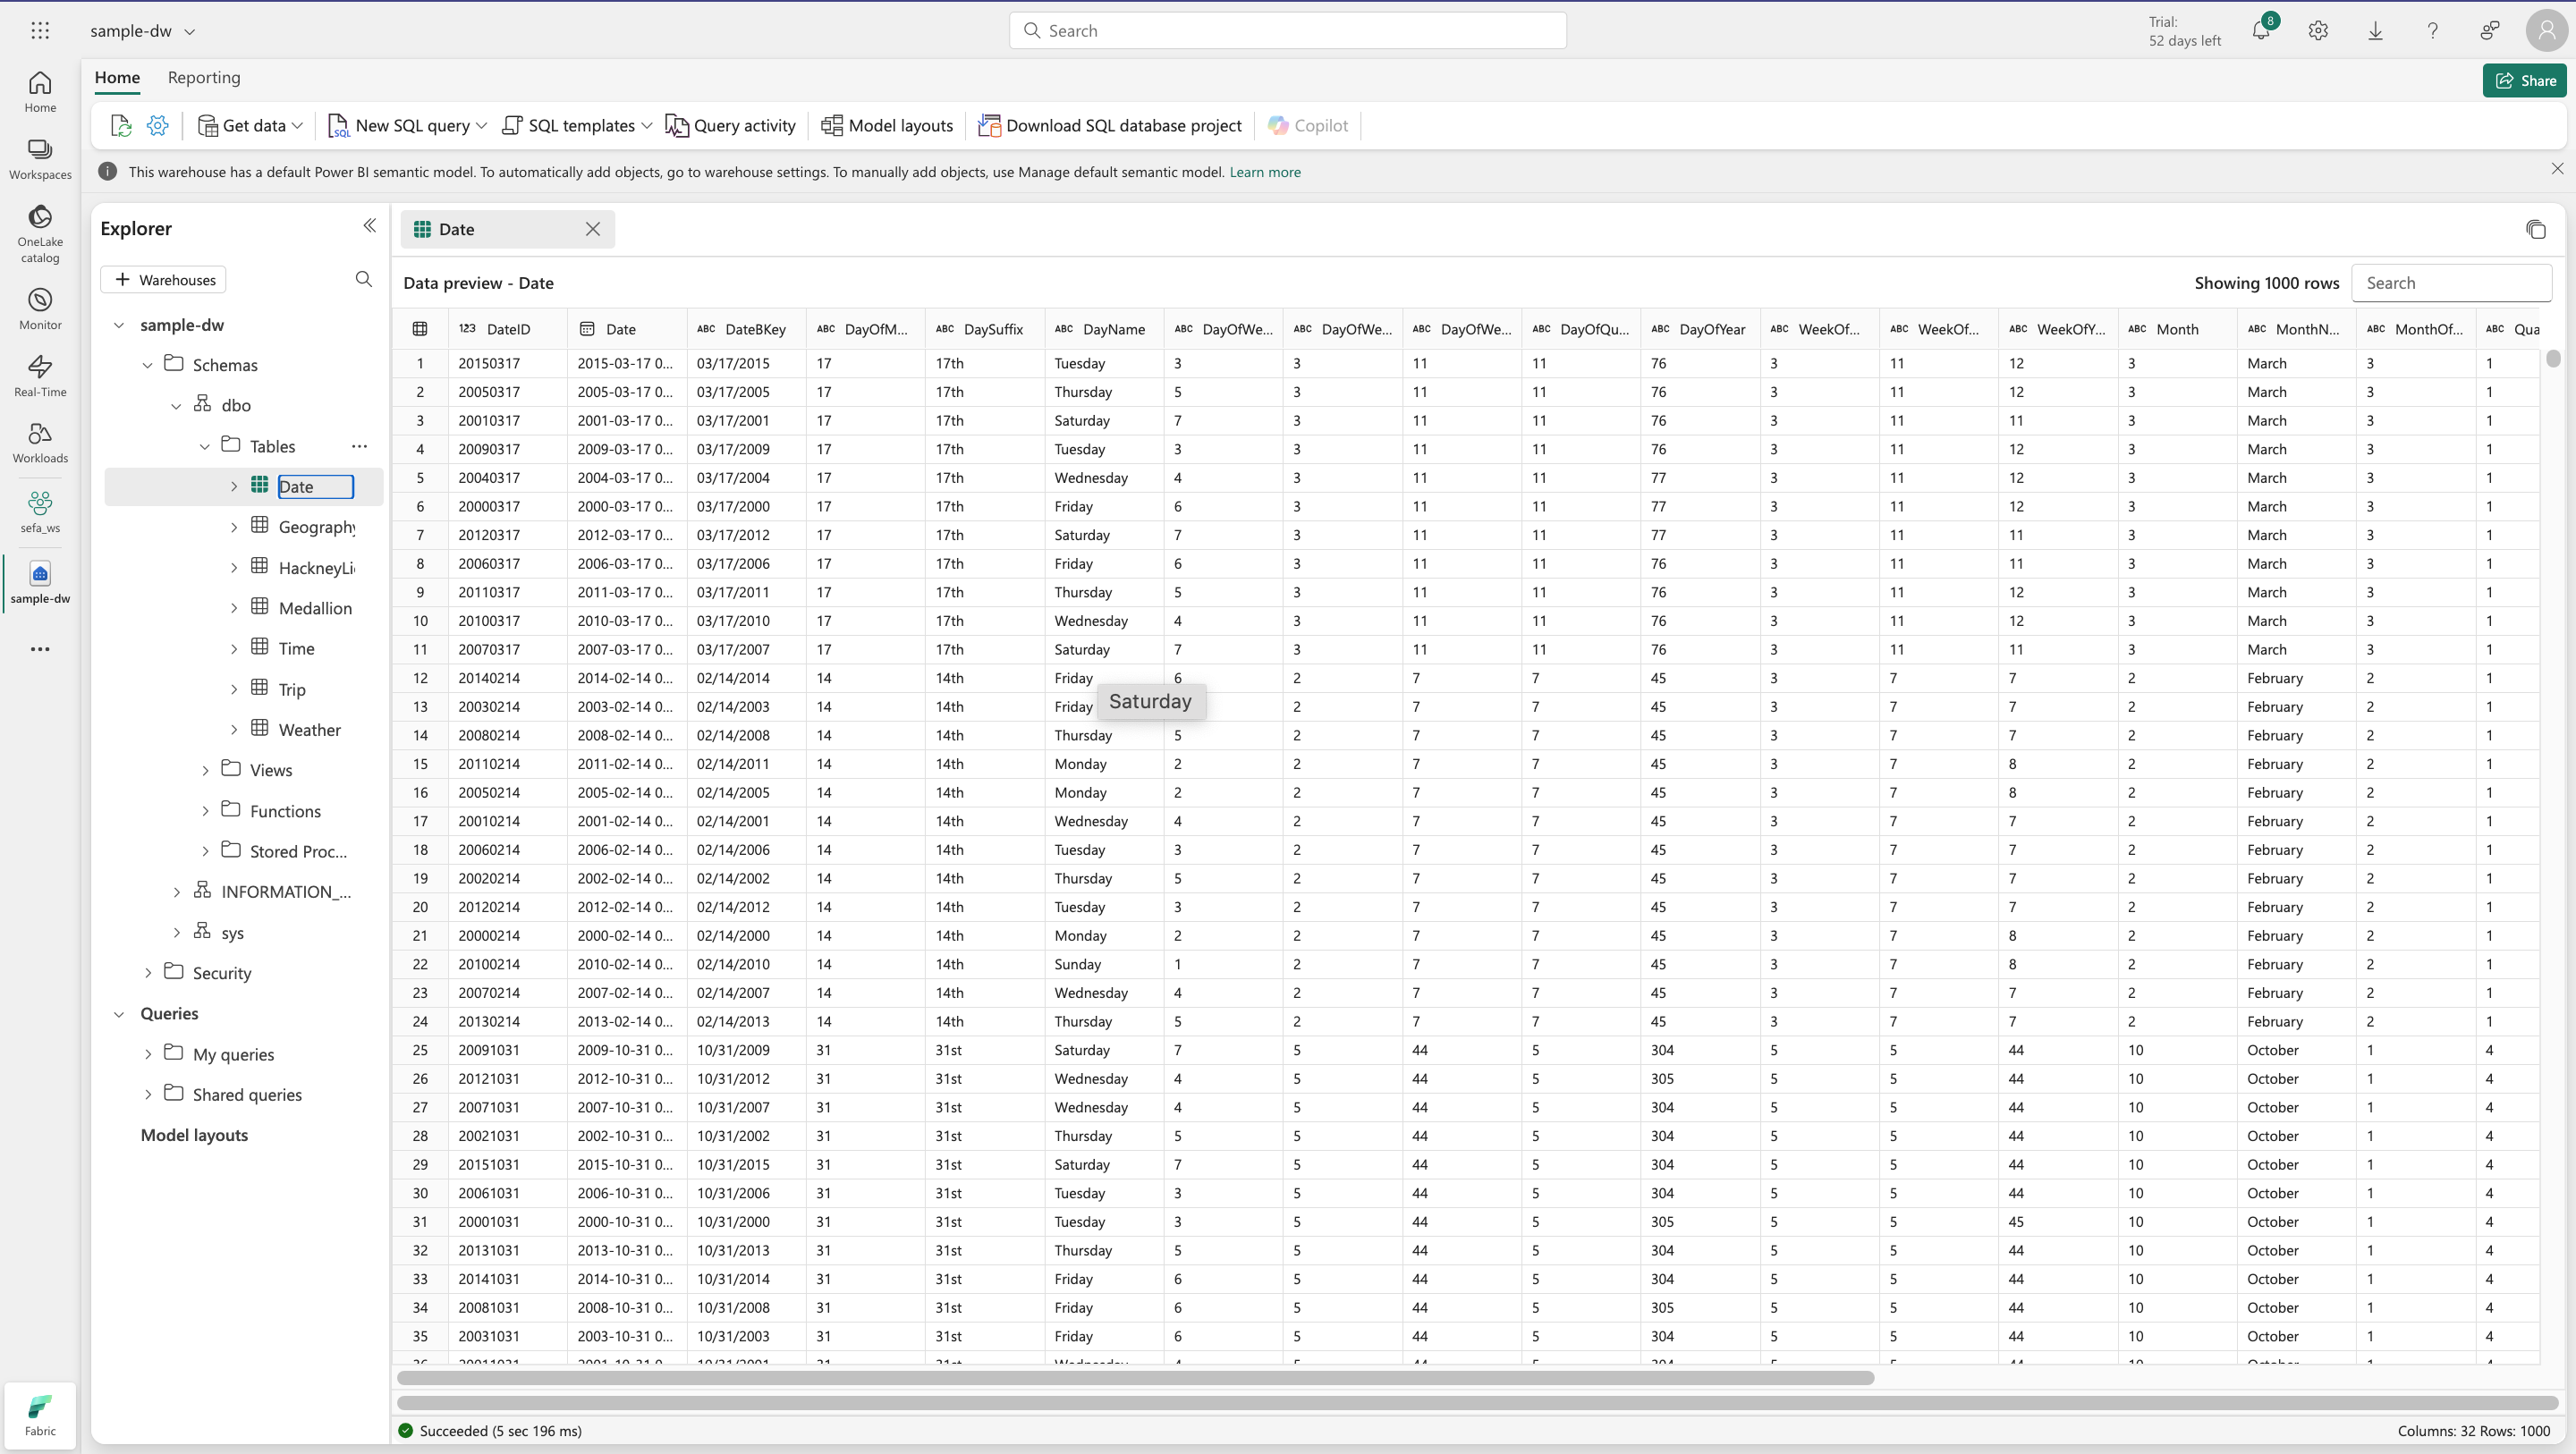 sample-dw
Search
Trial:
52 days left
8
Home
Workspaces
OneLake
catalog
Monitor
Real-Time
Workloads
sefa_ws
sample-dw
Fabric
Home Reporting
Share
Get data New SQL query SQL templates Query activity Model layouts Download SQL database project Copilot
This warehouse has a default Power BI semantic model. To automatically add objects, go to warehouse settings. To manually add objects, use Manage default semantic model. Learn more
Explorer
Warehouses
sample-dw
Schemas
dbo
Tables
Date
Geography
HackneyLi
Medallion
Time
Trip
Weather
Views
Functions
Stored Proc...
INFORMATION_...
sys
Security
Queries
My queries
Shared queries
Model layouts
Date
Data preview - Date
Showing 1000 rows Search
123 DateID Date ABC DateBKey ABC DayOfM... ABC DaySuffix ABC DayName ABC DayOfWe... ABC DayOfWe... ABC DayOfWe... ABC DayOfQu... ABC DayOfYear ABC WeekOf... ABC WeekOf... ABC WeekOfY... ABC Month ABC MonthN... ABC MonthOf... ABC Qua
1 20150317 2015-03-17 0... 03/17/2015 17 17th Tuesday 3 3 11 11 76 3 11 12 3 March 3 1
2 20050317 2005-03-17 0... 03/17/2005 17 17th Thursday 5 3 11 11 76 3 11 12 3 March 3 1
3 20010317 2001-03-17 0... 03/17/2001 17 17th Saturday 7 3 11 11 76 3 11 11 3 March 3 1
4 20090317 2009-03-17 0... 03/17/2009 17 17th Tuesday 3 3 11 11 76 3 11 12 3 March 3 1
5 20040317 2004-03-17 0... 03/17/2004 17 17th Wednesday 4 3 11 11 77 3 11 12 3 March 3 1
6 20000317 2000-03-17 0... 03/17/2000 17 17th Friday 6 3 11 11 77 3 11 12 3 March 3 1
7 20120317 2012-03-17 0... 03/17/2012 17 17th Saturday 7 3 11 11 77 3 11 11 3 March 3 1
8 20060317 2006-03-17 0... 03/17/2006 17 17th Friday 6 3 11 11 76 3 11 11 3 March 3 1
9 20110317 2011-03-17 0... 03/17/2011 17 17th Thursday 5 3 11 11 76 3 11 12 3 March 3 1
10 20100317 2010-03-17 0... 03/17/2010 17 17th Wednesday 4 3 11 11 76 3 11 12 3 March 3 1
11 20070317 2007-03-17 0... 03/17/2007 17 17th Saturday 7 3 11 11 76 3 11 11 3 March 3 1
12 20140214 2014-02-14 0... 02/14/2014 14 14th Friday 6 2 7 7 45 3 7 7 2 February 2 1
13 20030214 2003-02-14 0... 02/14/2003 14 14th Friday Saturday 2 7 7 45 3 7 7 2 February 2 1
14 20080214 2008-02-14 0... 02/14/2008 14 14th Thursday 5 2 7 7 45 3 7 7 2 February 2 1
15 20110214 2011-02-14 0... 02/14/2011 14 14th Monday 2 2 7 7 45 3 7 8 2 February 2 1
16 20050214 2005-02-14 0... 02/14/2005 14 14th Monday 2 2 7 7 45 3 7 8 2 February 2 1
17 20010214 2001-02-14 0... 02/14/2001 14 14th Wednesday 4 2 7 7 45 3 7 7 2 February 2 1
18 20060214 2006-02-14 0... 02/14/2006 14 14th Tuesday 3 2 7 7 45 3 7 7 2 February 2 1
19 20020214 2002-02-14 0... 02/14/2002 14 14th Thursday 5 2 7 7 45 3 7 7 2 February 2 1
20 20120214 2012-02-14 0... 02/14/2012 14 14th Tuesday 3 2 7 7 45 3 7 7 2 February 2 1
21 20000214 2000-02-14 0... 02/14/2000 14 14th Monday 2 2 7 7 45 3 7 8 2 February 2 1
22 20100214 2010-02-14 0... 02/14/2010 14 14th Sunday 1 2 7 7 45 3 7 8 2 February 2 1
23 20070214 2007-02-14 0... 02/14/2007 14 14th Wednesday 4 2 7 7 45 3 7 7 2 February 2 1
24 20130214 2013-02-14 0... 02/14/2013 14 14th Thursday 5 2 7 7 45 3 7 7 2 February 2 1
25 20091031 2009-10-31 0... 10/31/2009 31 31st Saturday 7 5 44 5 304 5 5 44 10 October 1 4
26 20121031 2012-10-31 0... 10/31/2012 31 31st Wednesday 4 5 44 5 305 5 5 44 10 October 1 4
27 20071031 2007-10-31 0... 10/31/2007 31 31st Wednesday 4 5 44 5 304 5 5 44 10 October 1 4
28 20021031 2002-10-31 0... 10/31/2002 31 31st Thursday 5 5 44 5 304 5 5 44 10 October 1 4
29 20151031 2015-10-31 0... 10/31/2015 31 31st Saturday 7 5 44 5 304 5 5 44 10 October 1 4
30 20061031 2006-10-31 0... 10/31/2006 31 31st Tuesday 3 5 44 5 304 5 5 44 10 October 1 4
31 20001031 2000-10-31 0... 10/31/2000 31 31st Tuesday 3 5 44 5 305 5 5 45 10 October 1 4
32 20131031 2013-10-31 0... 10/31/2013 31 31st Thursday 5 5 44 5 304 5 5 44 10 October 1 4
33 20141031 2014-10-31 0... 10/31/2014 31 31st Friday 6 5 44 5 304 5 5 44 10 October 1 4
34 20081031 2008-10-31 0... 10/31/2008 31 31st Friday 6 5 44 5 305 5 5 44 10 October 1 4
35 20031031 2003-10-31 0... 10/31/2003 31 31st Friday 6 5 44 5 304 5 5 44 10 October 1 4
Succeeded (5 sec 196 ms)
Columns: 32 Rows: 1000